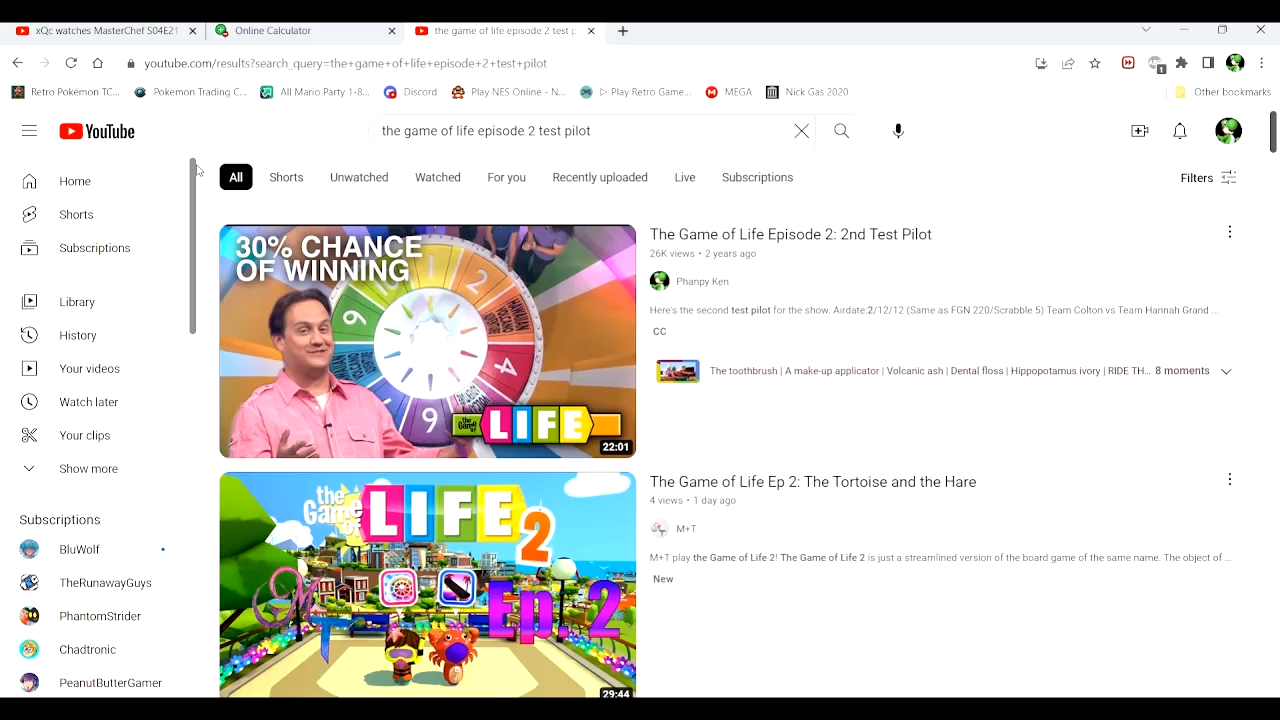 xQc watches MasterChef S04E21
Online Calculator
the game of life episode 2 test p
youtube.com/results?search_query=the+game+of+life+episode+2+test+pilot
Retro Pokémon TC...
Pokemon Trading C...
All Mario Party 1-8...
Discord
Play NES Online - N...
▷ Play Retro Game...
MEGA
Nick Gas 2020
Other bookmarks
YouTube
the game of life episode 2 test pilot
Home
Shorts
Subscriptions
Library
History
Your videos
Watch later
Your clips
Show more
Subscriptions
BluWolf
TheRunawayGuys
PhantomStrider
Chadtronic
PeanutButterGamer
All
Shorts
Unwatched
Watched
For you
Recently uploaded
Live
Subscriptions
Filters
30% CHANCE
OF WINNING
1
2
4
6
9
the Game of LIFE
22:01
The Game of Life Episode 2: 2nd Test Pilot
26K views • 2 years ago
Phanpy Ken
Here's the second test pilot for the show. Airdate:2/12/12 (Same as FGN 220/Scrabble 5) Team Colton vs Team Hannah Grand ...
CC
The toothbrush | A make-up applicator | Volcanic ash | Dental floss | Hippopotamus ivory | RIDE TH...
8 moments
the Game of LIFE 2
MT
Ep. 2
29:44
The Game of Life Ep 2: The Tortoise and the Hare
4 views • 1 day ago
M+T
M+T play the Game of Life 2! The Game of Life 2 is just a streamlined version of the board game of the same name. The object of ...
New